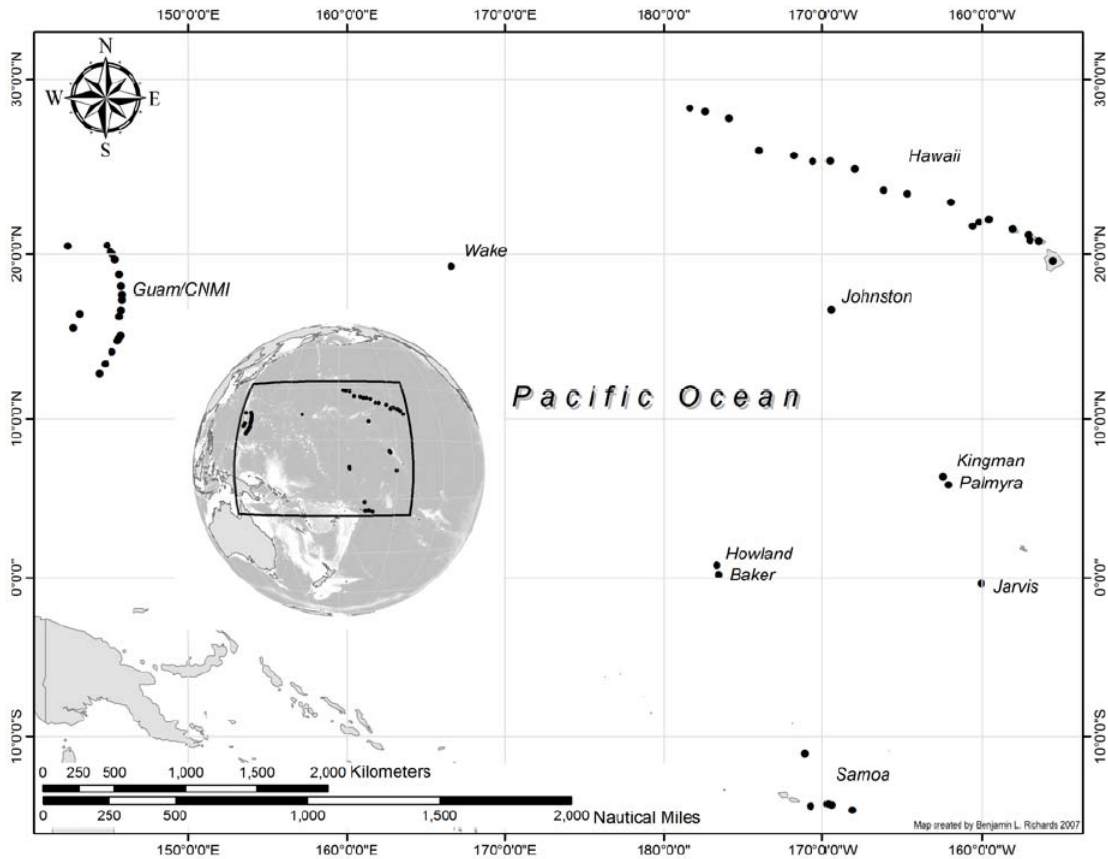 150°0'0"E 160°0'0"E 170°0'0"E 180°0'0" 170°0'0"W 160°0'0"W
30°0'0"N 30°0'0"N
N
W E
S
Hawaii
20°0'0"N 20°0'0"N
Wake
Guam/CNMI
Johnston
Pacific Ocean
10°0'0"N 10°0'0"N
Kingman
Palmyra
Howland
Baker
0°0'0" 0°0'0"
Jarvis
10°0'0"S 10°0'0"S
Samoa
0 250 500 1,000 1,500 2,000 Kilometers
0 250 500 1,000 1,500 2,000 Nautical Miles
Map created by Benjamin L. Richards 2007
150°0'0"E 160°0'0"E 170°0'0"E 180°0'0" 170°0'0"W 160°0'0"W